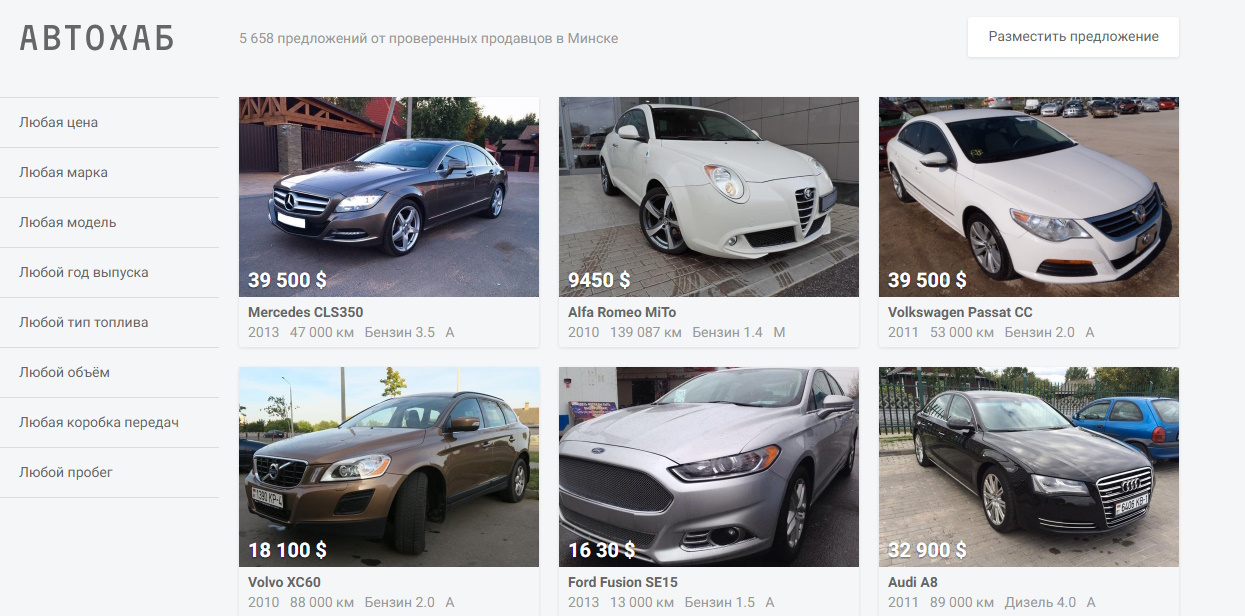 АВТОХАБ
5 658 предложений от проверенных продавцов в Минске
Разместить предложение
Любая цена
Любая марка
Любая модель
Любой год выпуска
Любой тип топлива
Любой объём
Любая коробка передач
Любой пробег
39 500 $
Mercedes CLS350
2013 47 000 км Бензин 3.5 A
9450 $
Alfa Romeo MiTo
2010 139 087 км Бензин 1.4 M
39 500 $
Volkswagen Passat CC
2011 53 000 км Бензин 2.0 A
18 100 $
Volvo XC60
2010 88 000 км Бензин 2.0 A
16 30 $
Ford Fusion SE15
2013 13 000 км Бензин 1.5 A
32 900 $
Audi A8
2011 89 000 км Дизель 4.0 A